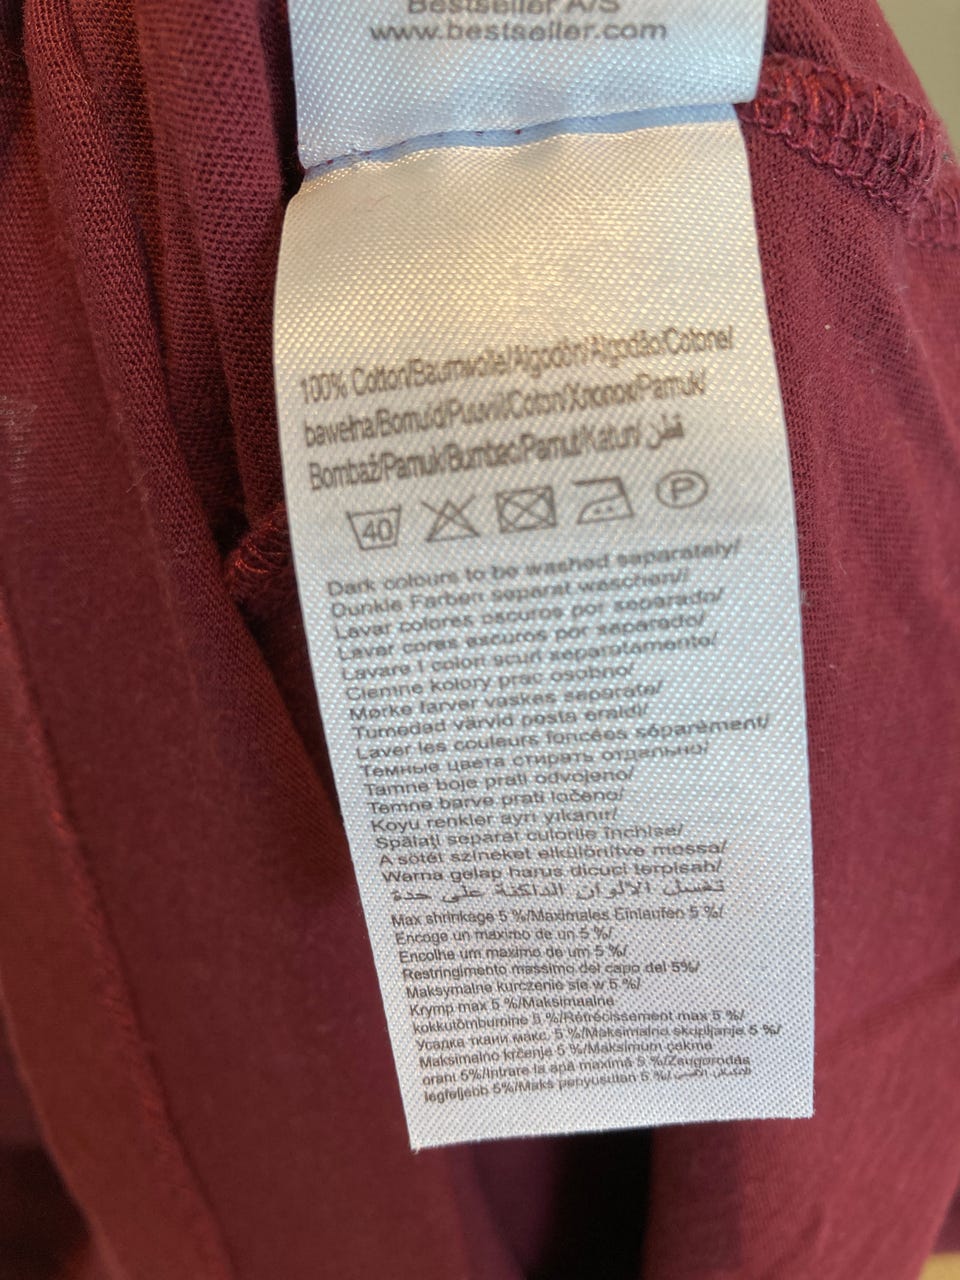 Bestseller A/S
www.bestseller.com
100% Cotton/Baumwolle/Algodón/Algodão/Cotone/
bawełna/Bomuld/Puuvill/Coton/Хлопок/Pamuk/
Bombaž/Pamuk/Bumbac/Pamut/Katun/قطن
40 P
Dark colours to be washed separately/
Dunkle Farben separat waschen//
Lavar colores oscuros por separado/
Lavar cores escuros por separado/
Lavare I colori scuri separatamento/
Ciemne kolory prac osobno/
Mørke farver vaskes separate/
Tumedad värvid pesta eraldi/
Laver les couleurs foncées séparément/
Темные цвета стирать отдельно/
Tamne boje prati odvojeno/
Temne barve prati ločeno/
Koyu renkler ayrı yıkanır/
Spălaţi separat culorile închise/
A sötét színeket elkülönítve mossa/
Warna gelap harus dicuci terpisah/
تغسل الالوان الداكنة على حدة
Max shrinkage 5 %/Maximales Einlaufen 5 %/
Encoge un maximo de un 5 %/
Encolhe um maximo de um 5 %/
Restringimento massimo del capo del 5%/
Maksymalne kurczenie sie w 5 %/
Krymp max 5 %/Maksimaalne
kokkutõmbumine 5 %/Rétrécissement max 5 %/
Усадка ткани макс. 5 %/Maksimalno skupljanje 5 %/
Maksimalno krčenje 5 %/Maksimum çekme
oranı 5%/Intrare la apă maximă 5 %/Zsugorodás
legfeljebb 5%/Maks penyusutan 5 %/